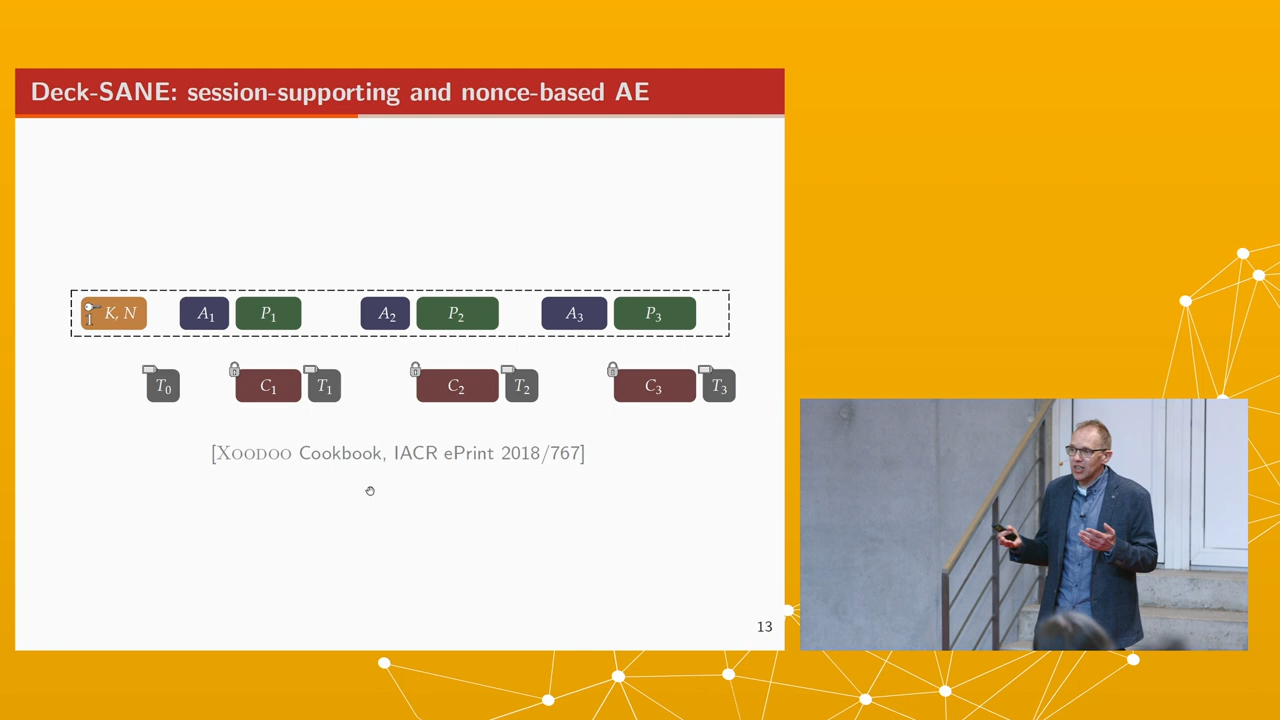 Deck-SANE: session-supporting and nonce-based AE
K, N A1 P1 A2 P2 A3 P3
T0 C1 T1 C2 T2 C3 T3
[XOODOO Cookbook, IACR ePrint 2018/767]
13